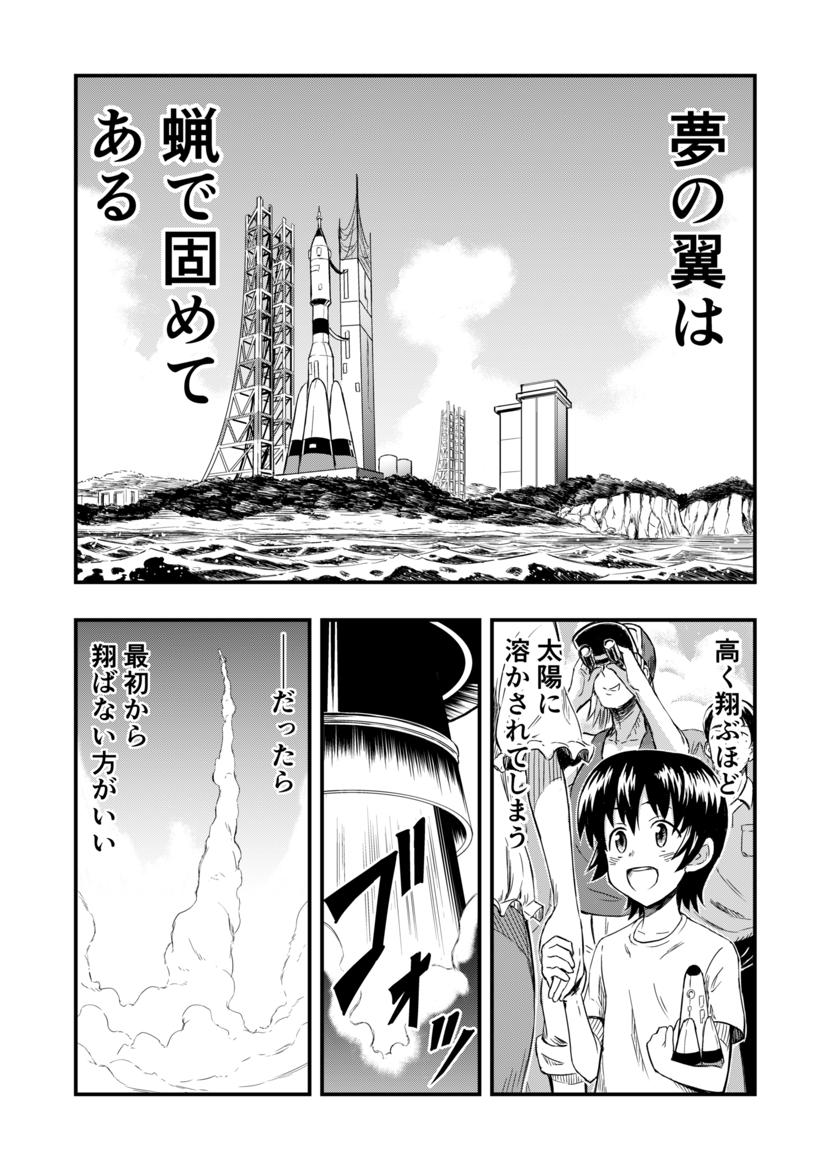 夢の翼は
蝋で固めて
ある
高く翔ぶほど
太陽に
溶かされてしまう
ブォッ
──だったら
最初から
翔ばない方がいい